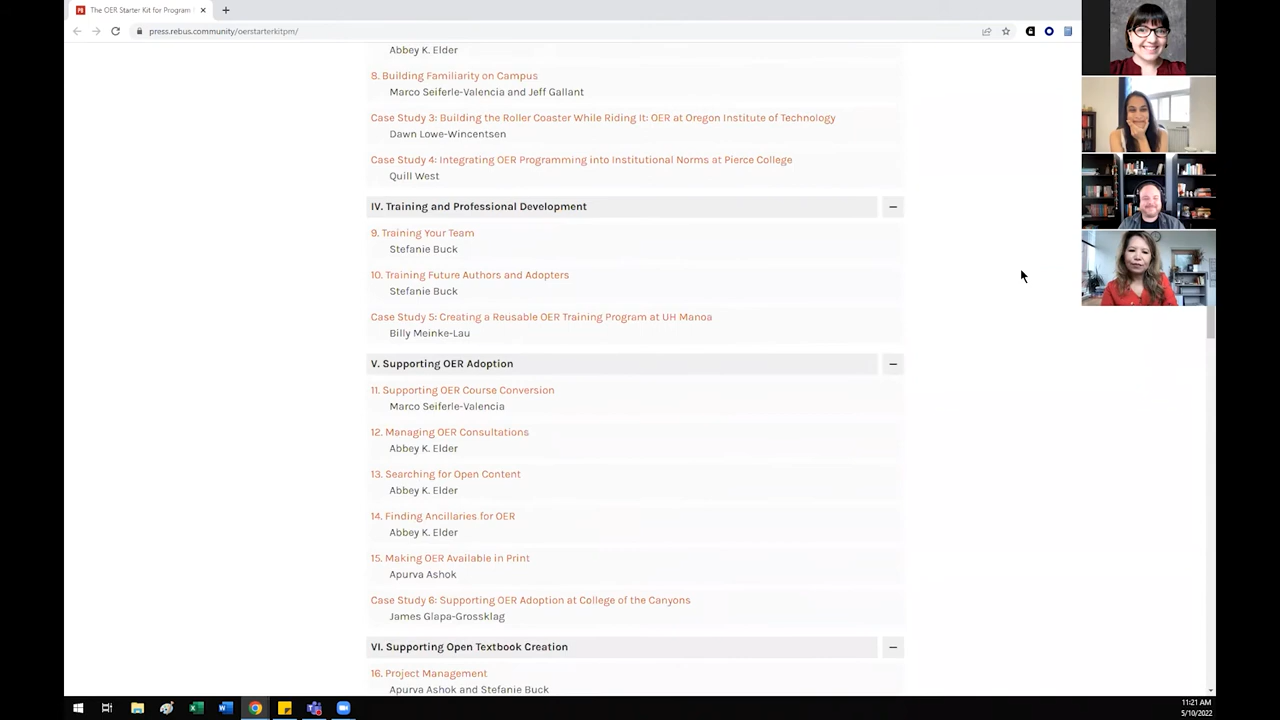 The OER Starter Kit for Program
press.rebus.community/oerstarterkitpm/
Abbey K. Elder
8. Building Familiarity on Campus
Marco Seiferle-Valencia and Jeff Gallant
Case Study 3: Building the Roller Coaster While Riding It: OER at Oregon Institute of Technology
Dawn Lowe-Wincentsen
Case Study 4: Integrating OER Programming into Institutional Norms at Pierce College
Quill West
IV. Training and Professional Development
9. Training Your Team
Stefanie Buck
10. Training Future Authors and Adopters
Stefanie Buck
Case Study 5: Creating a Reusable OER Training Program at UH Manoa
Billy Meinke-Lau
V. Supporting OER Adoption
11. Supporting OER Course Conversion
Marco Seiferle-Valencia
12. Managing OER Consultations
Abbey K. Elder
13. Searching for Open Content
Abbey K. Elder
14. Finding Ancillaries for OER
Abbey K. Elder
15. Making OER Available in Print
Apurva Ashok
Case Study 6: Supporting OER Adoption at College of the Canyons
James Glapa-Grossklag
VI. Supporting Open Textbook Creation
16. Project Management
Apurva Ashok and Stefanie Buck
11:21 AM
5/10/2022